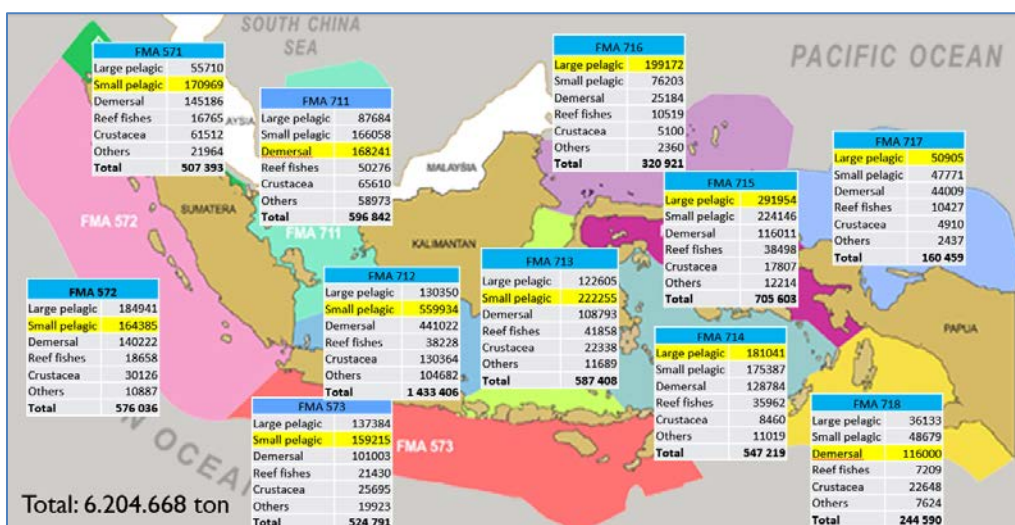 SOUTH CHINA
SEA
PACIFIC OCEAN
FMA 571
Large pelagic 55710
Small pelagic 170969
Demersal 145186
Reef fishes 16765
Crustacea 61512
Others 21964
Total 507 393
AYSIA
FMA 711
Large pelagic 87684
Small pelagic 166058
Demersal 168241
Reef fishes 50276
Crustacea 65610
Others 58973
Total 596 842
FMA 716
Large pelagic 199172
Small pelagic 76203
Demersal 25184
Reef fishes 10519
Crustacea 5100
Others 2360
Total 320 921
MALAYSIA
FMA 717
Large pelagic 50905
Small pelagic 47771
Demersal 44009
Reef fishes 10427
Crustacea 4910
Others 2437
Total 160 459
FMA 715
Large pelagic 291954
Small pelagic 224146
Demersal 116011
Reef fishes 38498
Crustacea 17807
Others 12214
Total 705 603
FMA 572
SUMATERA
FMA 711
KALIMANTAN
FMA 572
Large pelagic 184941
Small pelagic 164385
Demersal 140222
Reef fishes 18658
Crustacea 30126
Others 10887
Total 576 036
FMA 712
Large pelagic 130350
Small pelagic 559934
Demersal 441022
Reef fishes 38228
Crustacea 130364
Others 104682
Total 1 433 406
FMA 713
Large pelagic 122605
Small pelagic 222255
Demersal 108793
Reef fishes 41858
Crustacea 22338
Others 11689
Total 587 408
FMA 714
Large pelagic 181041
Small pelagic 175387
Demersal 128784
Reef fishes 35962
Crustacea 8460
Others 11019
Total 547 219
PAPUA
FMA 573
Large pelagic 137384
Small pelagic 159215
Demersal 101003
Reef fishes 21430
Crustacea 25695
Others 19923
Total 524 791
FMA 573
FMA 718
Large pelagic 36133
Small pelagic 48679
Demersal 116000
Reef fishes 7209
Crustacea 22648
Others 7624
Total 244 590
N OCEAN
Total: 6.204.668 ton